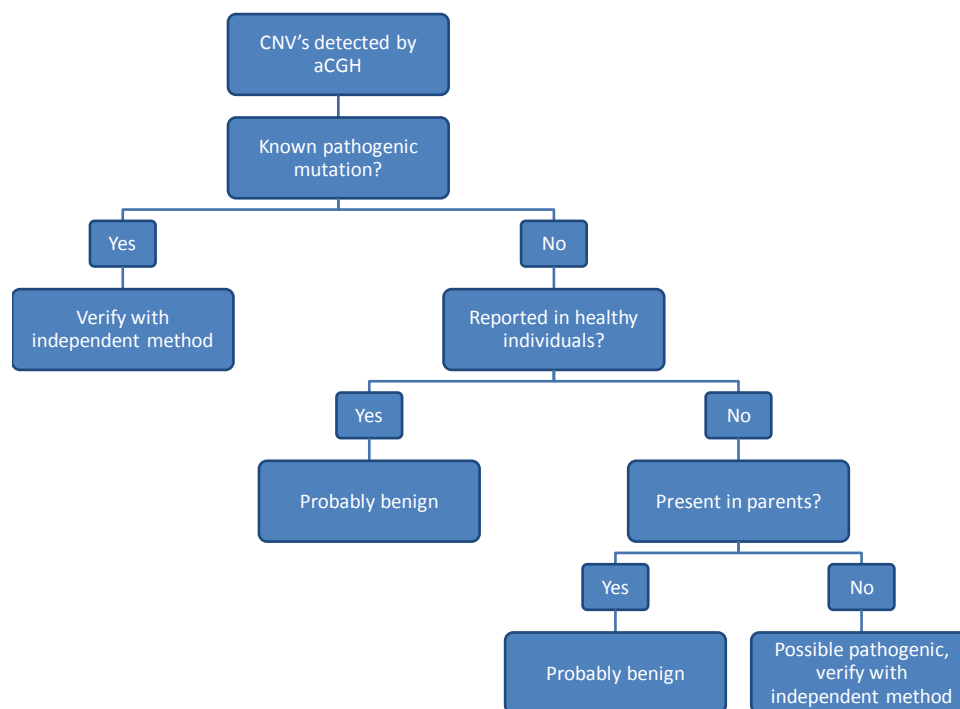 CNV's detected by
aCGH
Known pathogenic
mutation?
Yes
No
Verify with
independent method
Reported in healthy
individuals?
Yes
No
Probably benign
Present in parents?
Yes
No
Probably benign
Possible pathogenic,
verify with
independent method